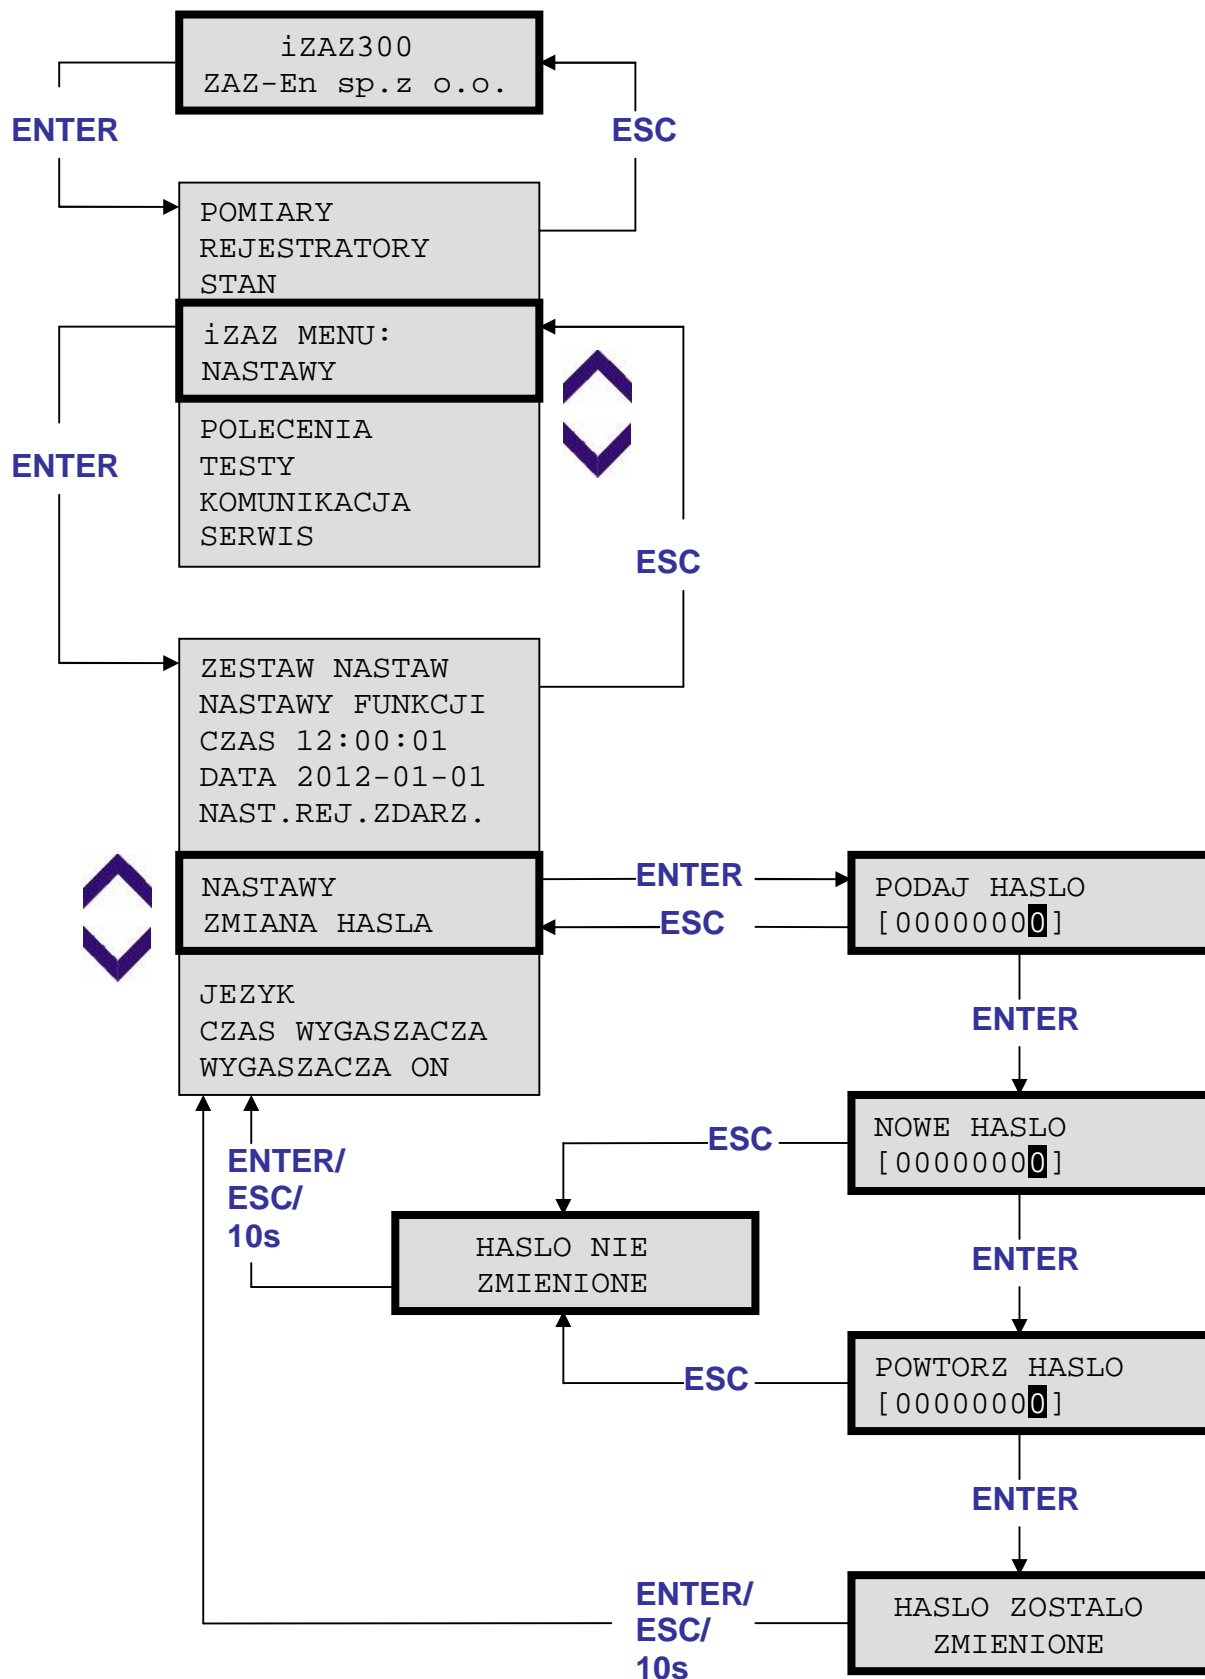 iZAZ300
ZAZ-En sp.z o.o.
ENTER
ESC
POMIARY
REJESTRATORY
STAN
iZAZ MENU:
NASTAWY
POLECENIA
TESTY
KOMUNIKACJA
SERWIS
ENTER
ESC
ZESTAW NASTAW
NASTAWY FUNKCJI
CZAS 12:00:01
DATA 2012-01-01
NAST.REJ.ZDARZ.
NASTAWY
ZMIANA HASLA
JEZYK
CZAS WYGASZACZA
WYGASZACZA ON
ENTER
ESC
PODAJ HASLO
[00000000]
ENTER
NOWE HASLO
[00000000]
ESC
ENTER/
ESC/
10s
HASLO NIE
ZMIENIONE
ENTER
POWTORZ HASLO
[00000000]
ESC
ENTER
HASLO ZOSTALO
ZMIENIONE
ENTER/
ESC/
10s